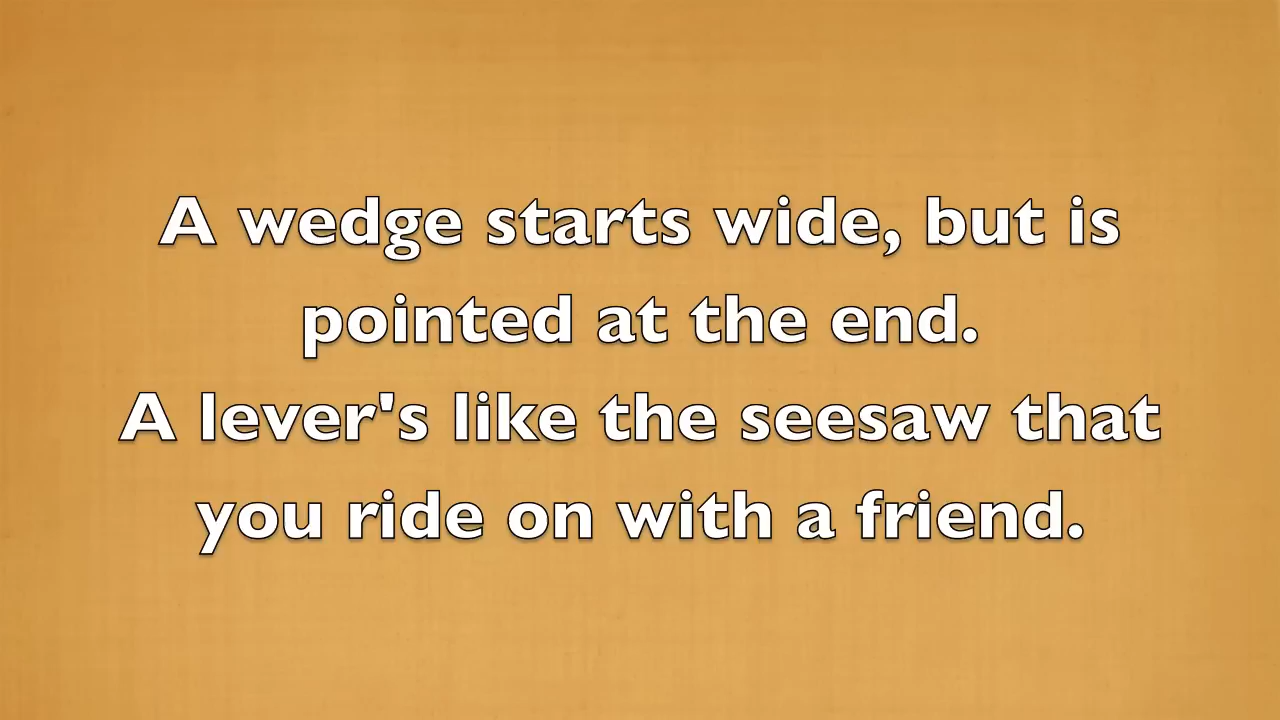 A wedge starts wide, but is
pointed at the end.
A lever's like the seesaw that
you ride on with a friend.